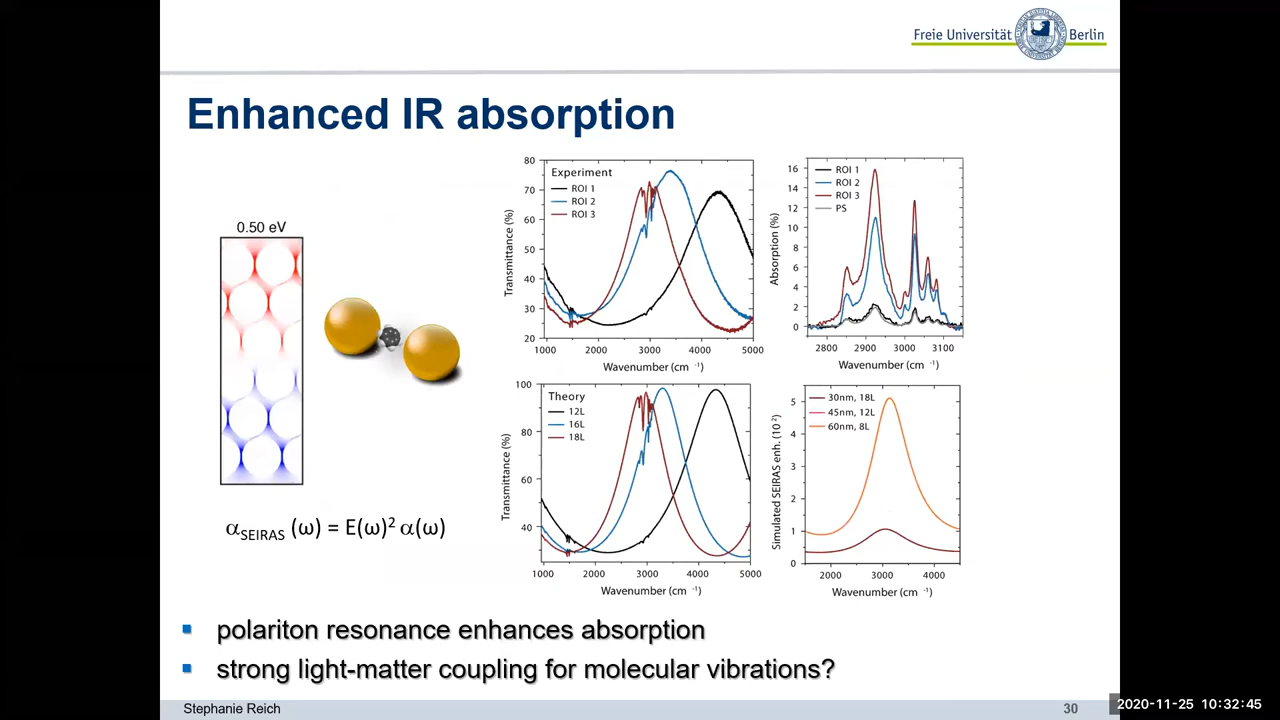 Freie Universität Berlin
Enhanced IR absorption
0.50 eV
αSEIRAS (ω) = E(ω)2 α(ω)
80
70
60
50
40
30
20
Transmittance (%)
Experiment
ROI 1
ROI 2
ROI 3
1000 2000 3000 4000 5000
Wavenumber (cm -1)
16
14
12
10
8
6
4
2
0
Absorption (%)
ROI 1
ROI 2
ROI 3
PS
2800 2900 3000 3100
Wavenumber (cm -1)
100
80
60
40
Transmittance (%)
Theory
12L
16L
18L
1000 2000 3000 4000 5000
Wavenumber (cm -1)
5
4
3
2
1
0
Simulated SEIRAS enh. (10 2)
30nm, 18L
45nm, 12L
60nm, 8L
2000 3000 4000
Wavenumber (cm -1)
polariton resonance enhances absorption
strong light-matter coupling for molecular vibrations?
Stephanie Reich
30
2020-11-25 10:32:45